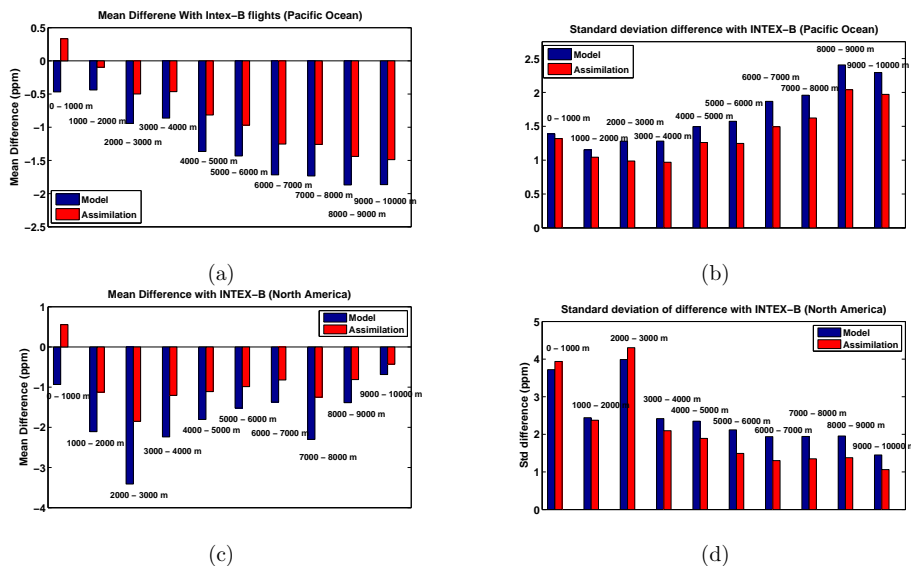 Mean Differene With Intex−B flights (Pacific Ocean)
Mean Difference (ppm)
0.5
0
−0.5
−1
−1.5
−2
−2.5
0 − 1000 m
1000 − 2000 m
2000 − 3000 m
3000 − 4000 m
4000 − 5000 m
5000 − 6000 m
6000 − 7000 m
7000 − 8000 m
8000 − 9000 m
9000 − 10000 m
Model
Assimilation
(a)
Standard deviation difference with INTEX−B (Pacific Ocean)
2.5
2
1.5
1
0.5
0
Model
Assimilation
0 − 1000 m
1000 − 2000 m
2000 − 3000 m
3000 − 4000 m
4000 − 5000 m
5000 − 6000 m
6000 − 7000 m
7000 − 8000 m
8000 − 9000 m
9000 − 10000 m
(b)
Mean Difference with INTEX−B (North America)
Mean Difference (ppm)
1
0
−1
−2
−3
−4
Model
Assimilation
0 − 1000 m
1000 − 2000 m
2000 − 3000 m
3000 − 4000 m
4000 − 5000 m
5000 − 6000 m
6000 − 7000 m
7000 − 8000 m
8000 − 9000 m
9000 − 10000 m
(c)
Standard deviation of difference with INTEX−B (North America)
Std difference (ppm)
5
4
3
2
1
0
Model
Assimilation
0 − 1000 m
1000 − 2000 m
2000 − 3000 m
3000 − 4000 m
4000 − 5000 m
5000 − 6000 m
6000 − 7000 m
7000 − 8000 m
8000 − 9000 m
9000 − 10000 m
(d)